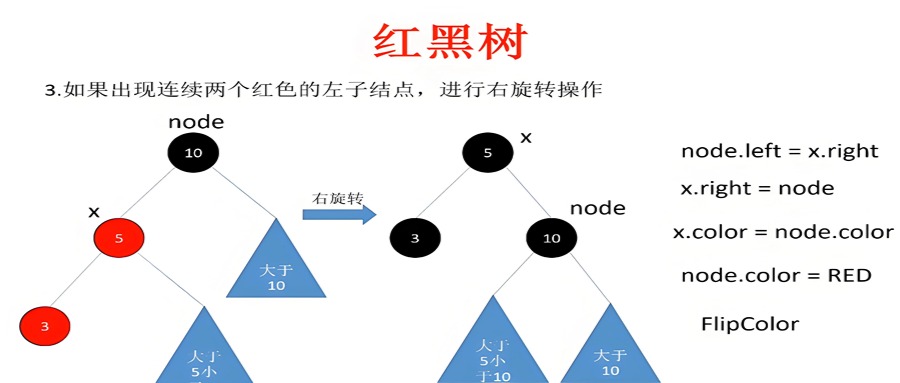 红黑树
3.如果出现连续两个红色的左子结点，进行右旋转操作
node
10
x
5
3
大于
10
大于
5小
右旋转
x
5
3
node
10
大于
5小
于10
大于
10
node.left = x.right
x.right = node
x.color = node.color
node.color = RED
FlipColor